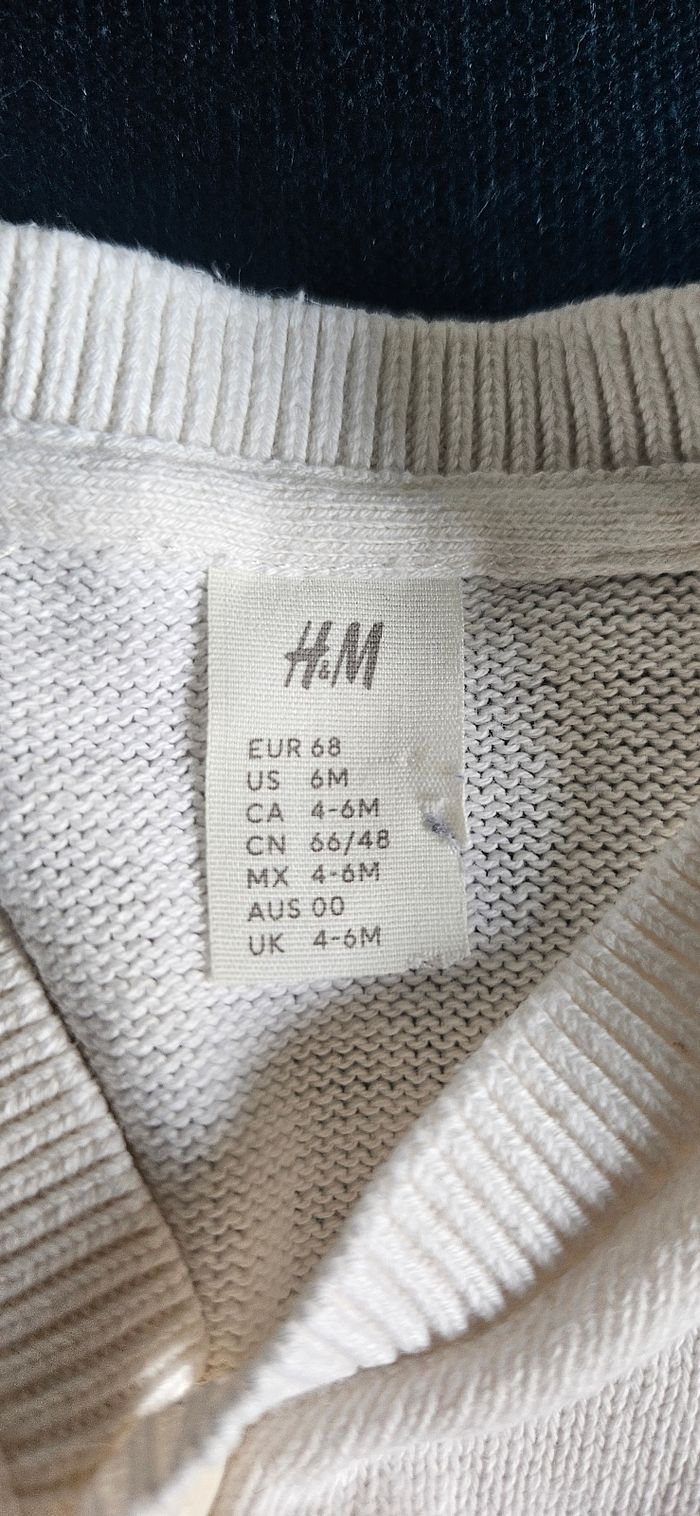 H&M
EUR 68
US 6M
CA 4-6M
CN 66/48
MX 4-6M
AUS 00
UK 4-6M